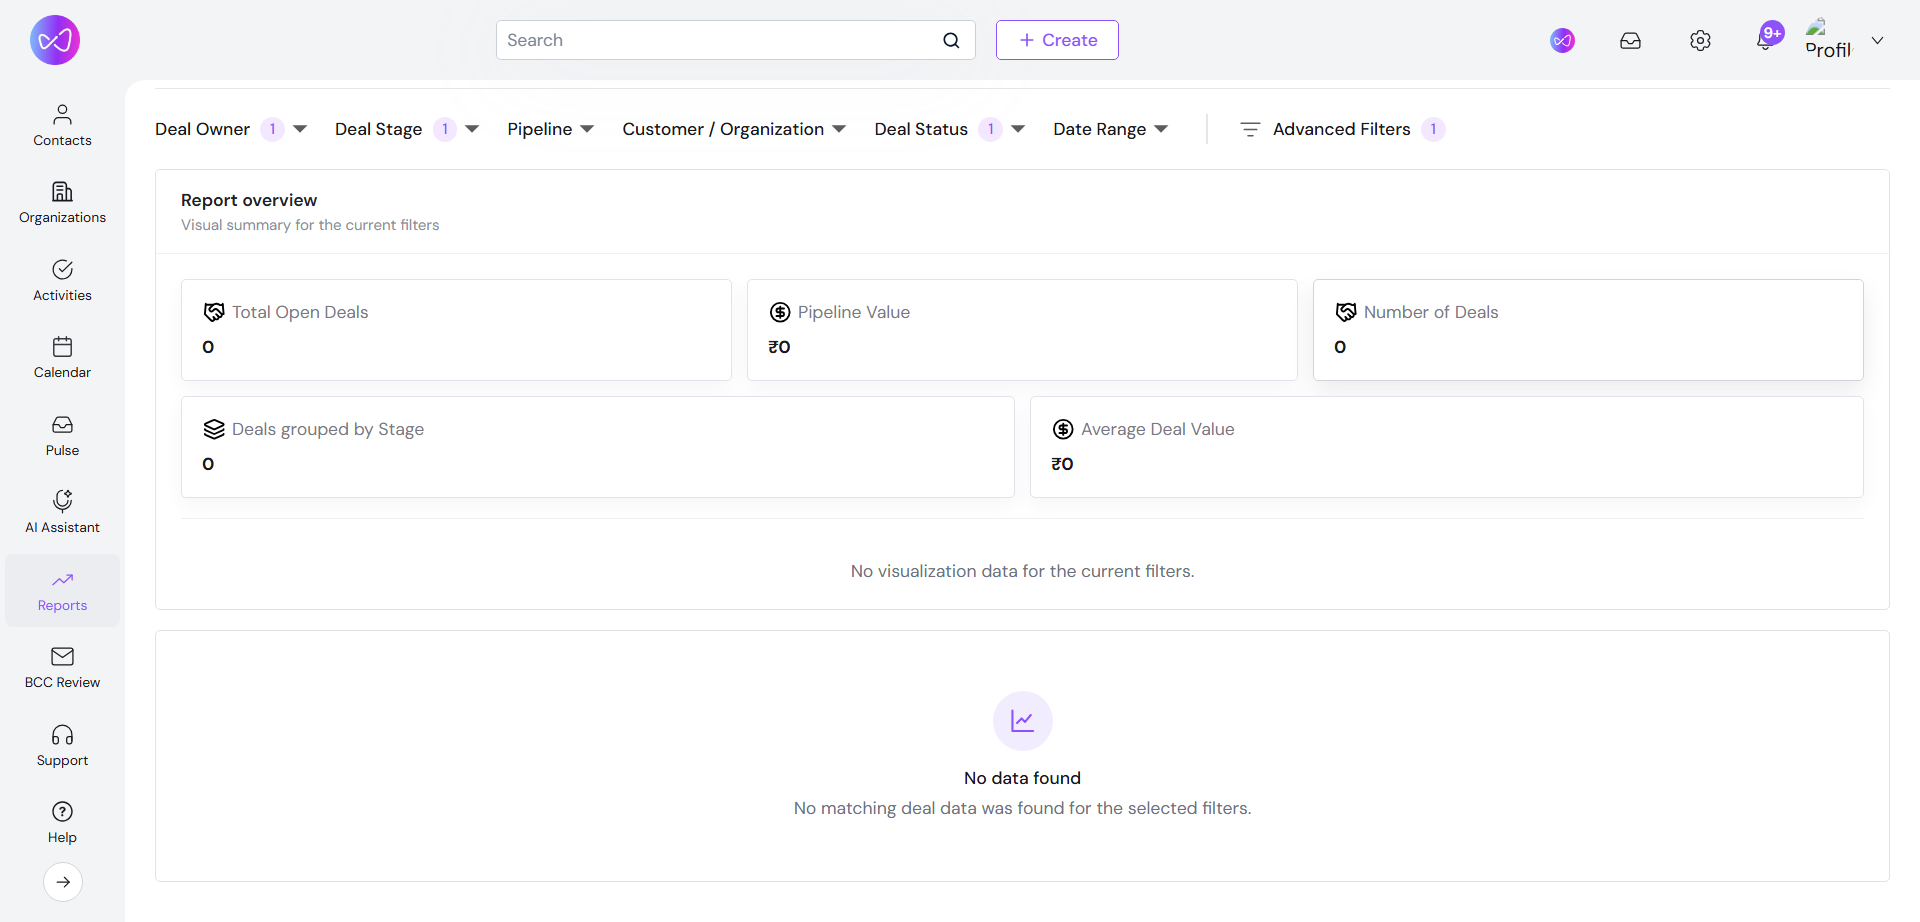 Search
+ Create
9+
Profil
Contacts
Organizations
Activities
Calendar
Pulse
AI Assistant
Reports
BCC Review
Support
Help
Deal Owner 1
Deal Stage 1
Pipeline
Customer / Organization
Deal Status 1
Date Range
Advanced Filters 1
Report overview
Visual summary for the current filters
Total Open Deals
0
Pipeline Value
₹0
Number of Deals
0
Deals grouped by Stage
0
Average Deal Value
₹0
No visualization data for the current filters.
No data found
No matching deal data was found for the selected filters.